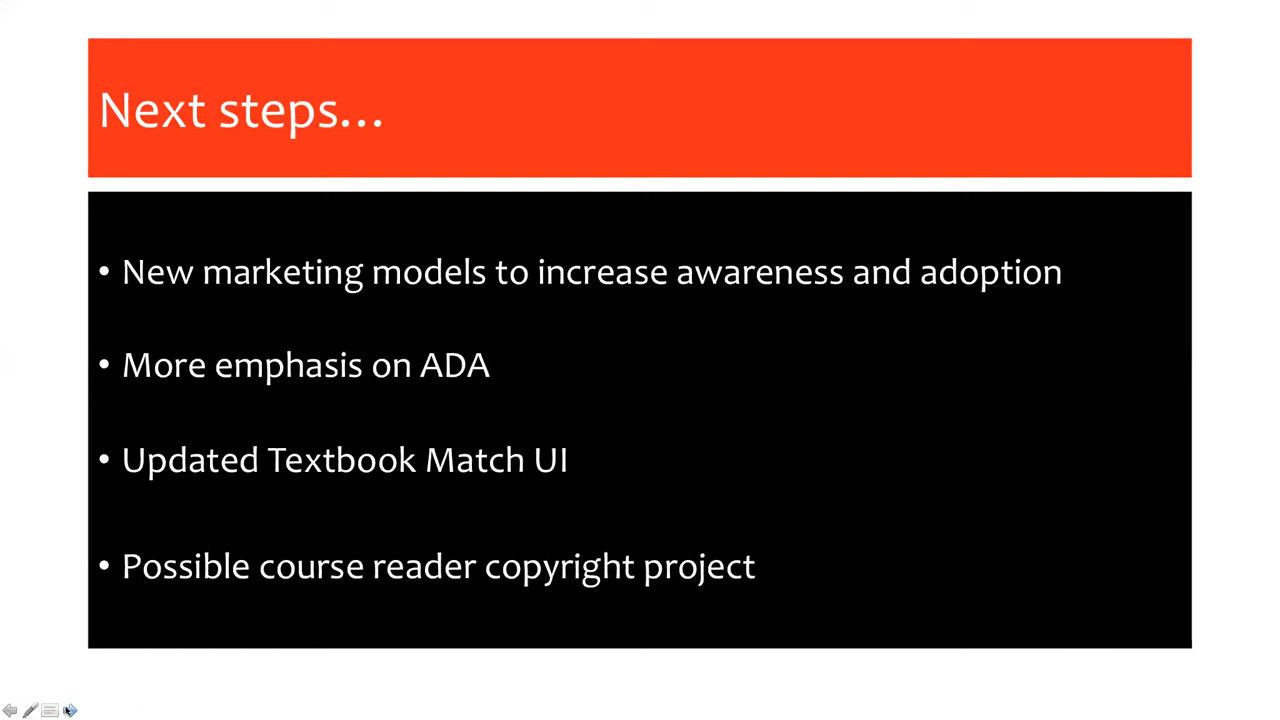 Next steps…
• New marketing models to increase awareness and adoption
• More emphasis on ADA
• Updated Textbook Match UI
• Possible course reader copyright project